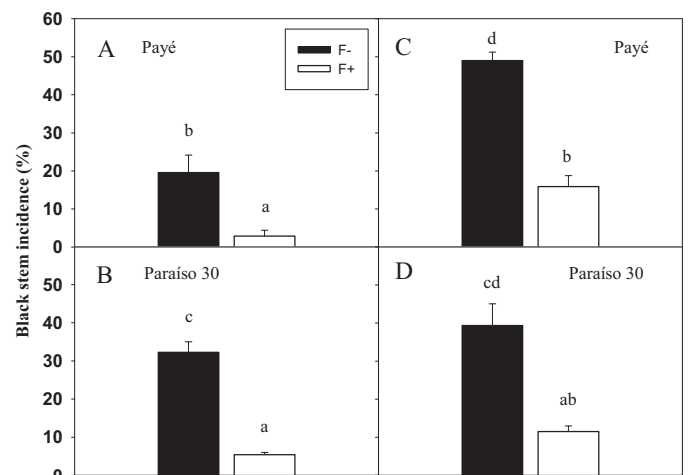 60
50
40
30
20
10
0
50
40
30
20
10
0
Black stem incidence (%)
A Payé
F-
F+
b
a
C Payé
d
b
B Paraíso 30
c
a
D Paraíso 30
cd
ab